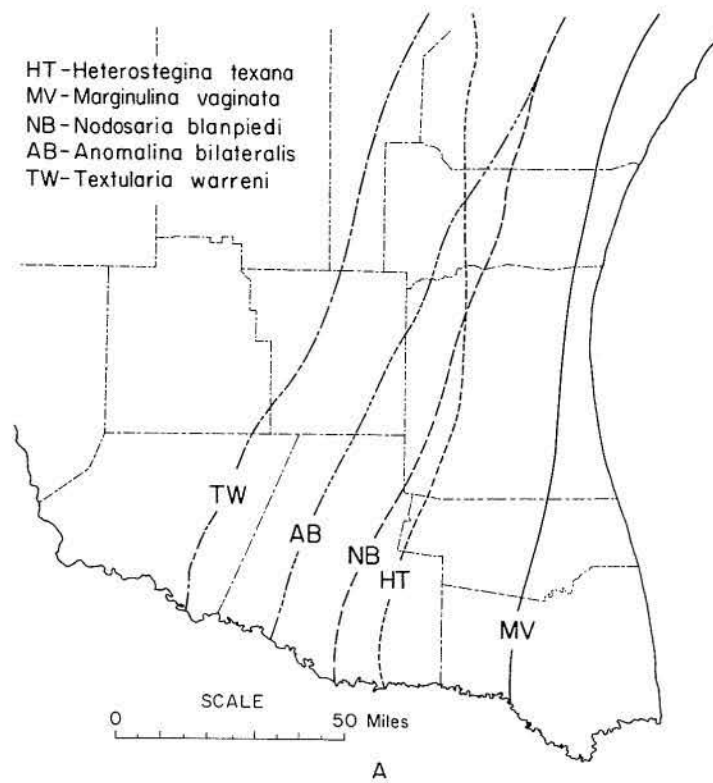 HT-Heterostegina texana
MV-Marginulina vaginata
NB-Nodosaria blanpiedi
AB-Anomalina bilateralis
TW-Textularia warreni
TW
AB
NB
HT
MV
SCALE
0 50 Miles
A